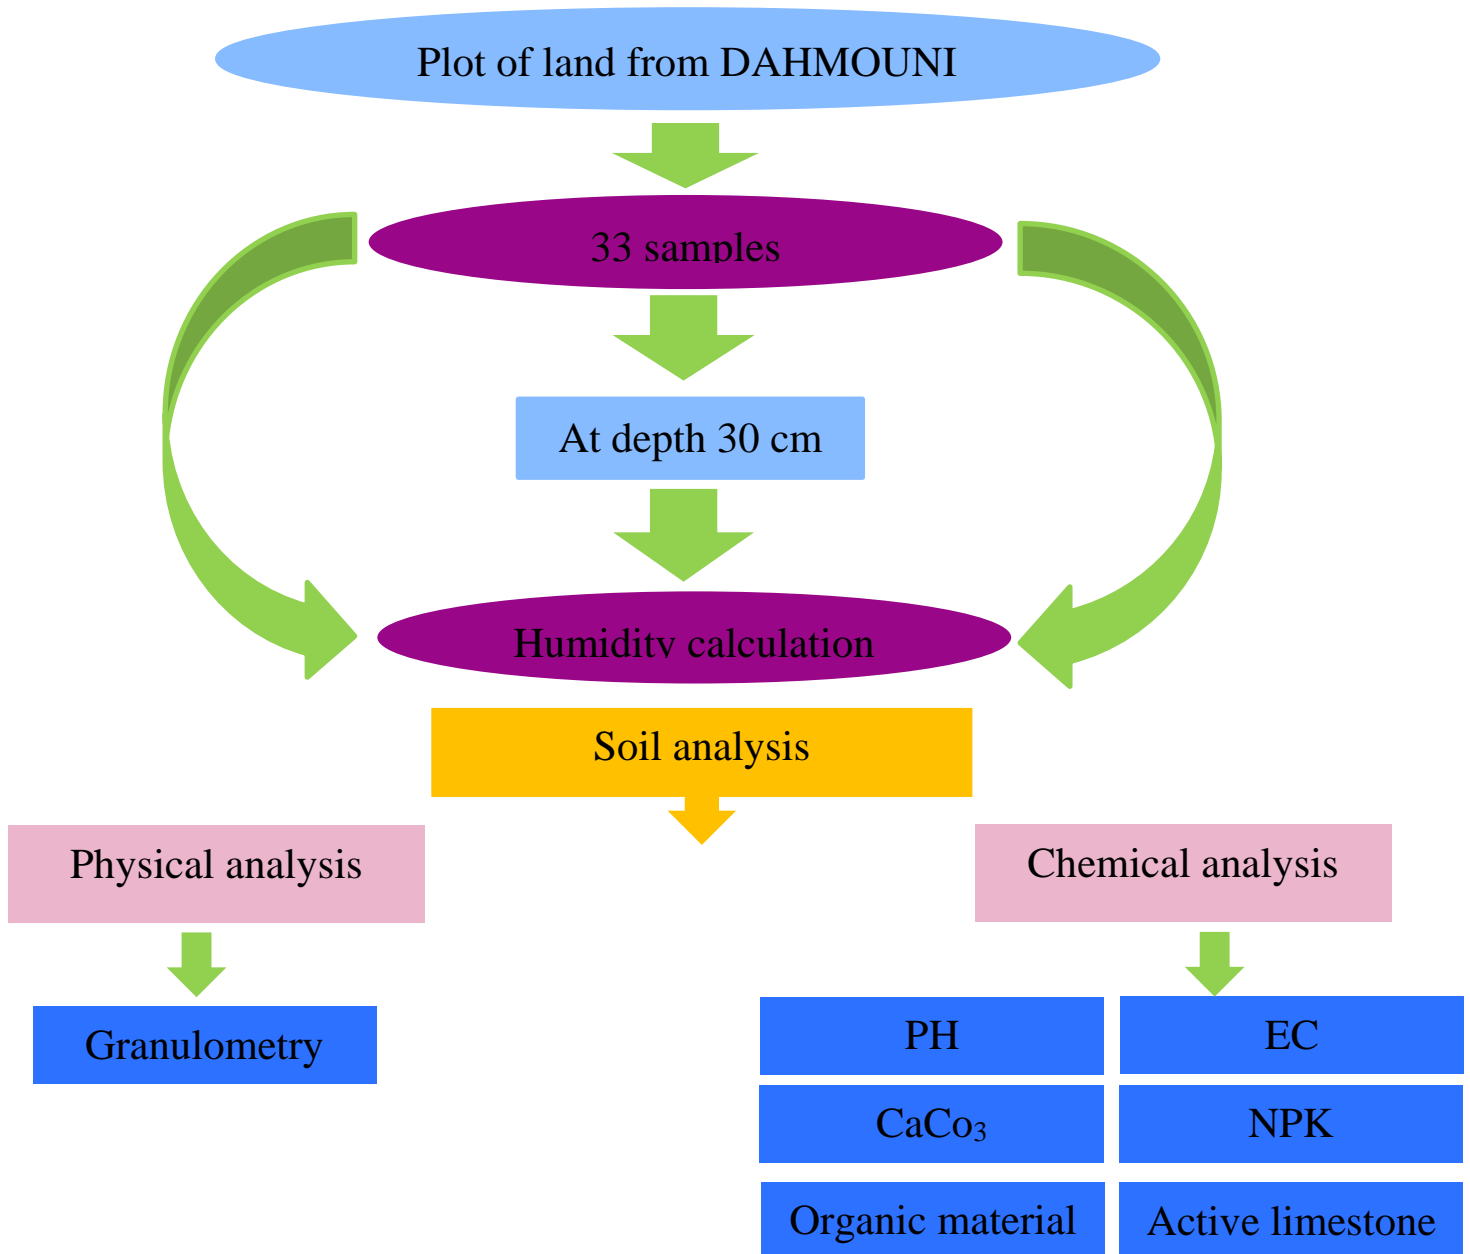 Plot of land from DAHMOUNI
33 samples
At depth 30 cm
Humidity calculation
Soil analysis
Physical analysis
Chemical analysis
Granulometry
PH
EC
CaCo₃
NPK
Organic material
Active limestone